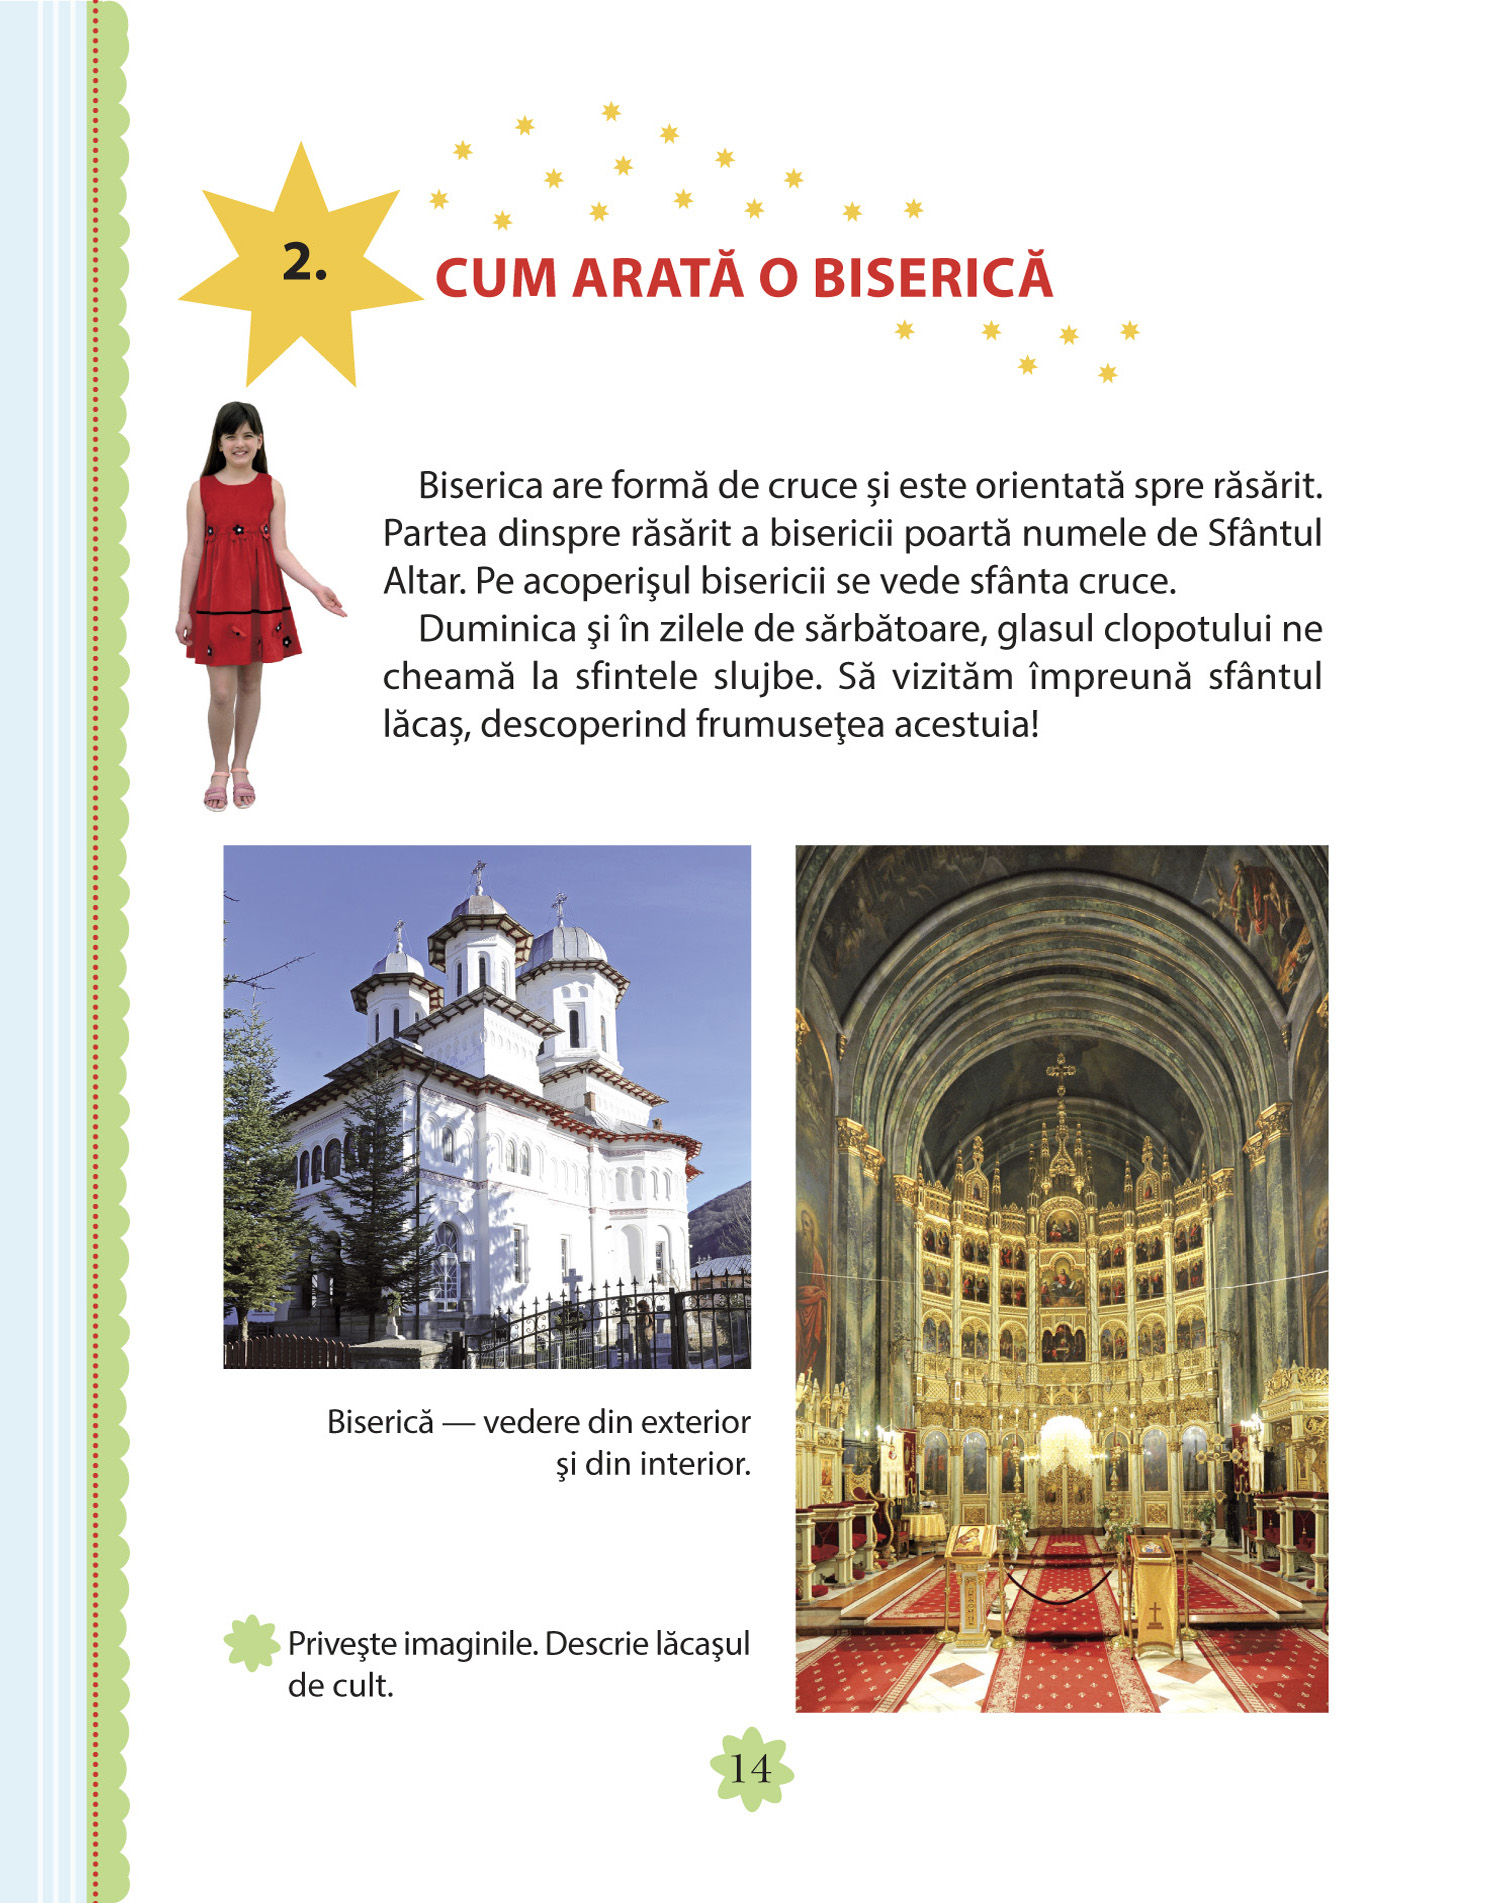 2.
CUM ARATĂ O BISERICĂ
Biserica are formă de cruce și este orientată spre răsărit.
Partea dinspre răsărit a bisericii poartă numele de Sfântul
Altar. Pe acoperişul bisericii se vede sfânta cruce.
Duminica şi în zilele de sărbătoare, glasul clopotului ne
cheamă la sfintele slujbe. Să vizităm împreună sfântul
lăcaș, descoperind frumuseţea acestuia!
Biserică — vedere din exterior
şi din interior.
Priveşte imaginile. Descrie lăcaşul
de cult.
14